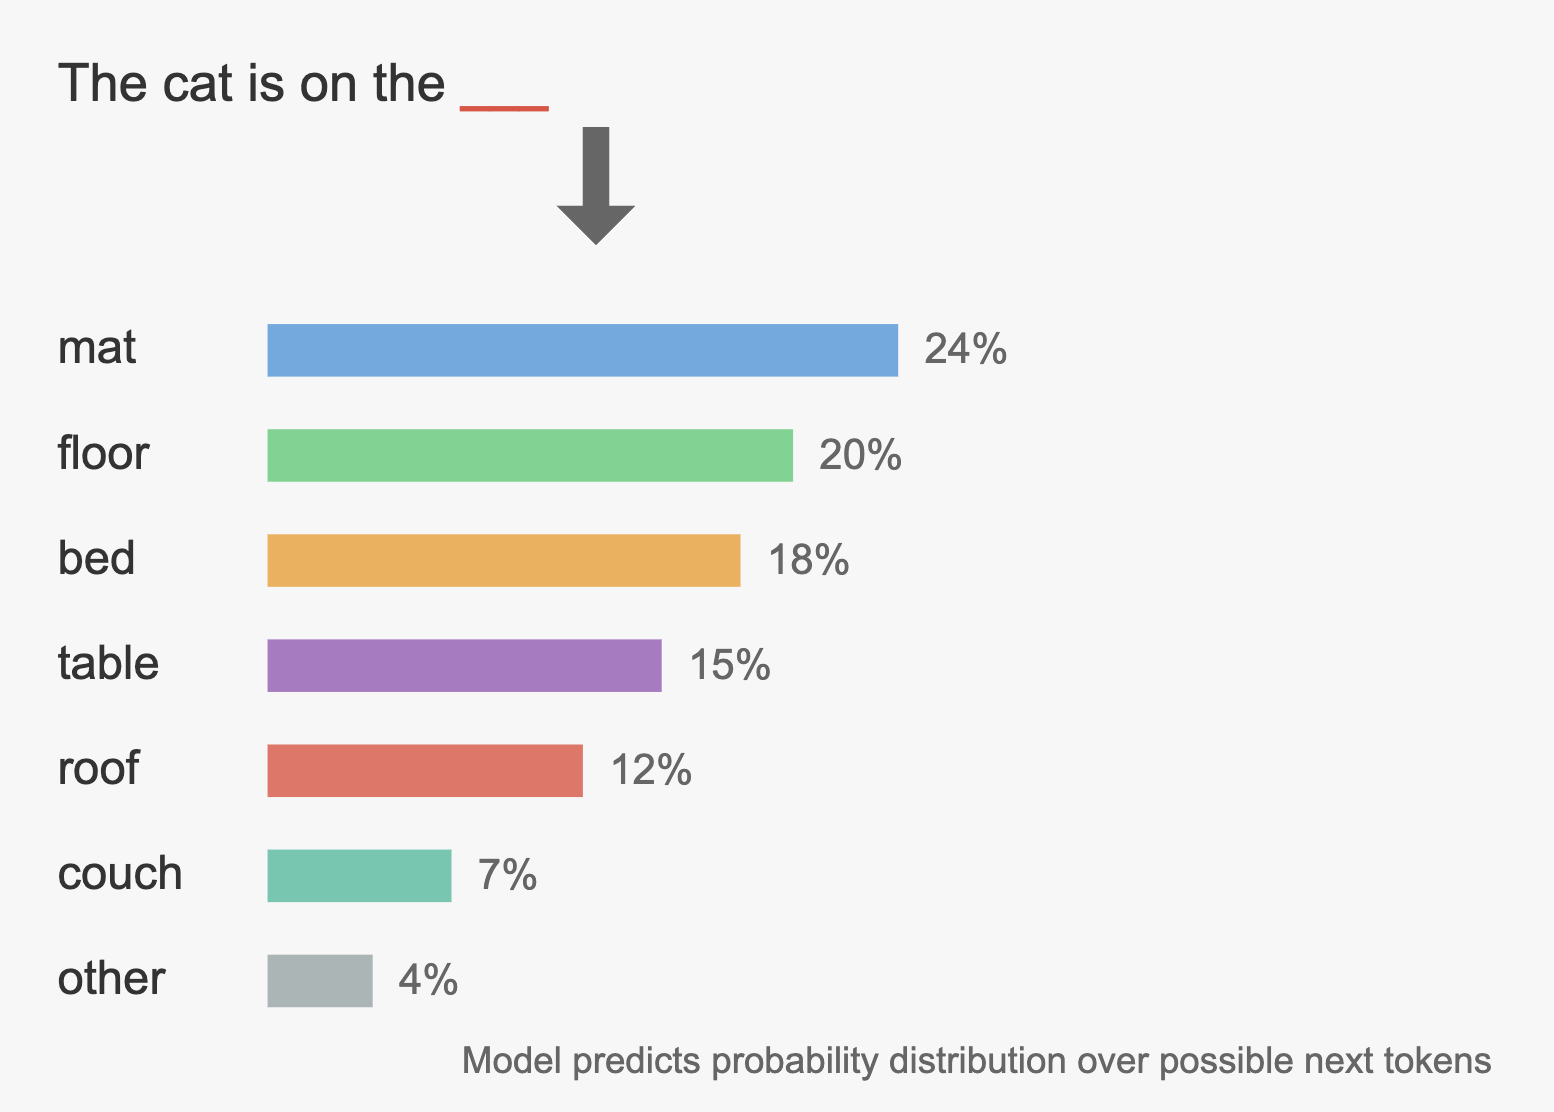 The cat is on the ____
mat 24%
floor 20%
bed 18%
table 15%
roof 12%
couch 7%
other 4%
Model predicts probability distribution over possible next tokens